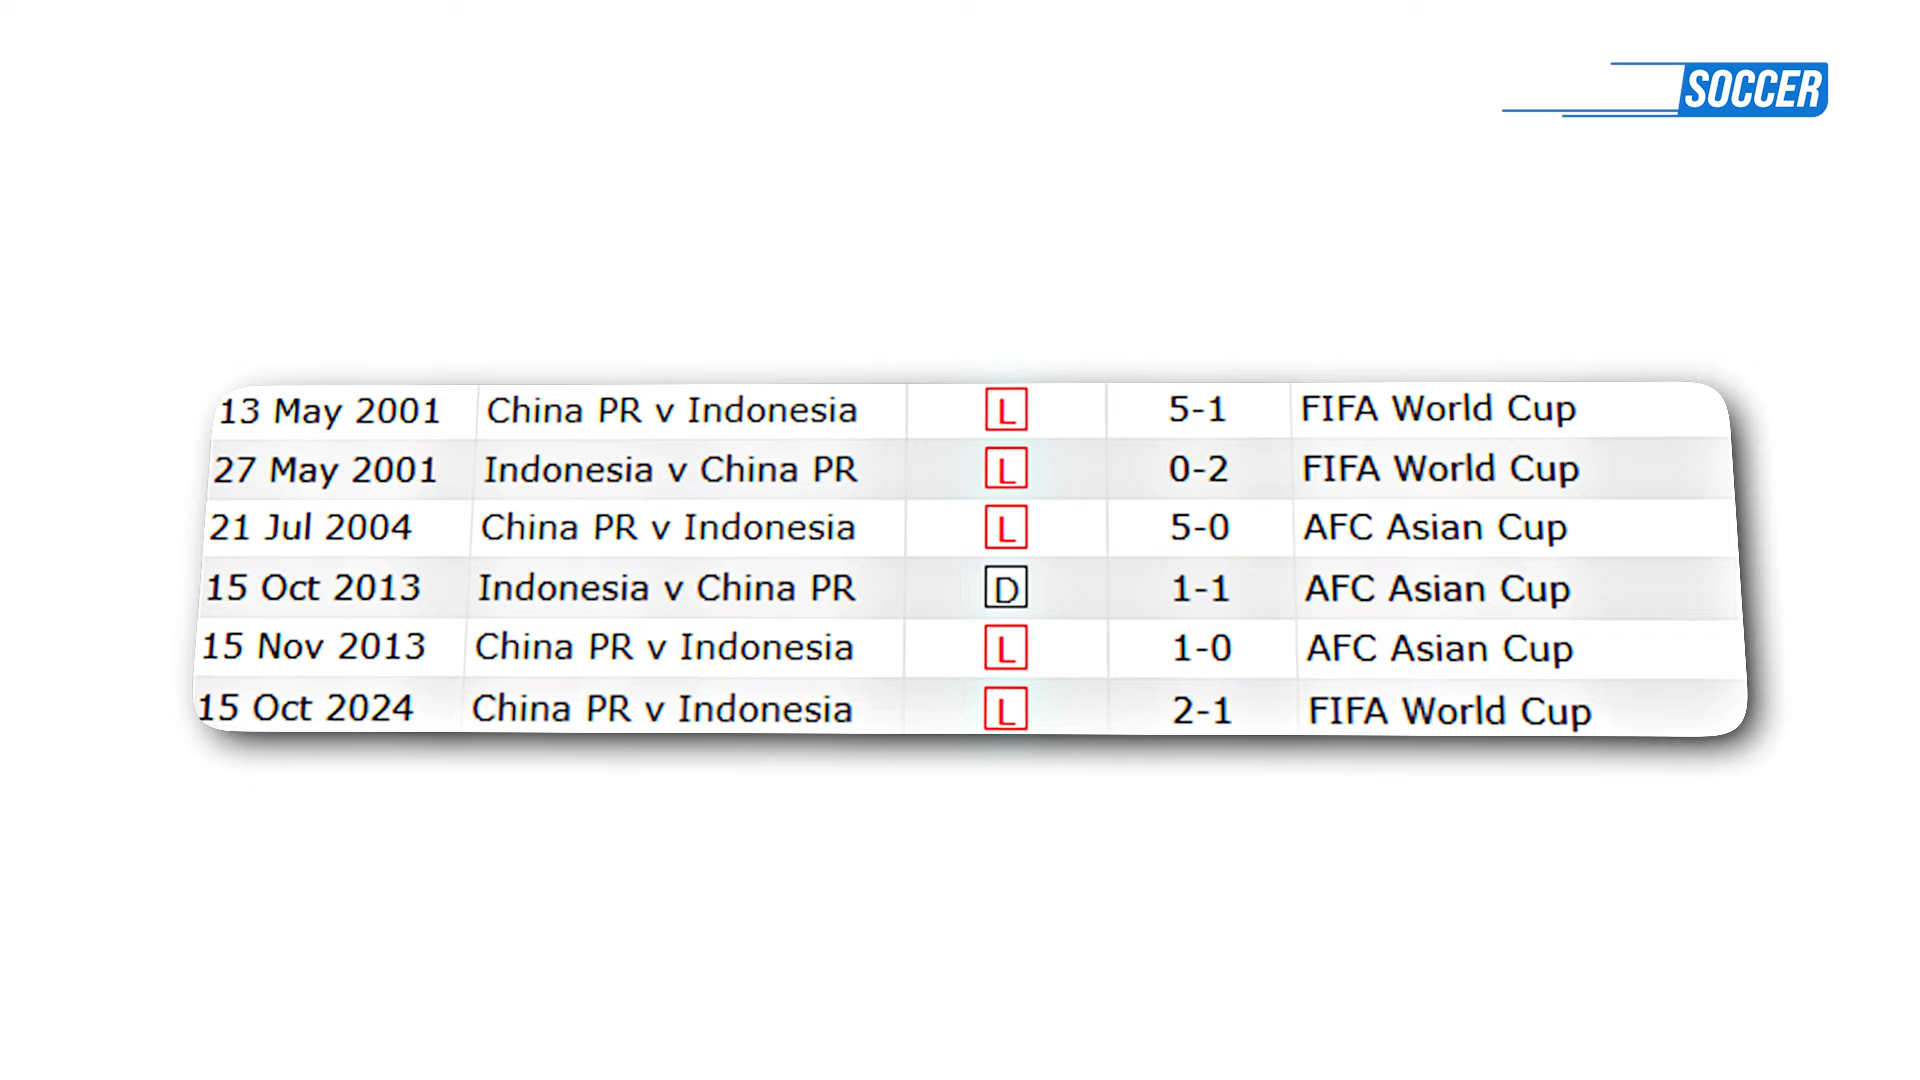 SOCCER
13 May 2001 China PR v Indonesia L 5-1 FIFA World Cup
27 May 2001 Indonesia v China PR L 0-2 FIFA World Cup
21 Jul 2004 China PR v Indonesia L 5-0 AFC Asian Cup
15 Oct 2013 Indonesia v China PR D 1-1 AFC Asian Cup
15 Nov 2013 China PR v Indonesia L 1-0 AFC Asian Cup
15 Oct 2024 China PR v Indonesia L 2-1 FIFA World Cup